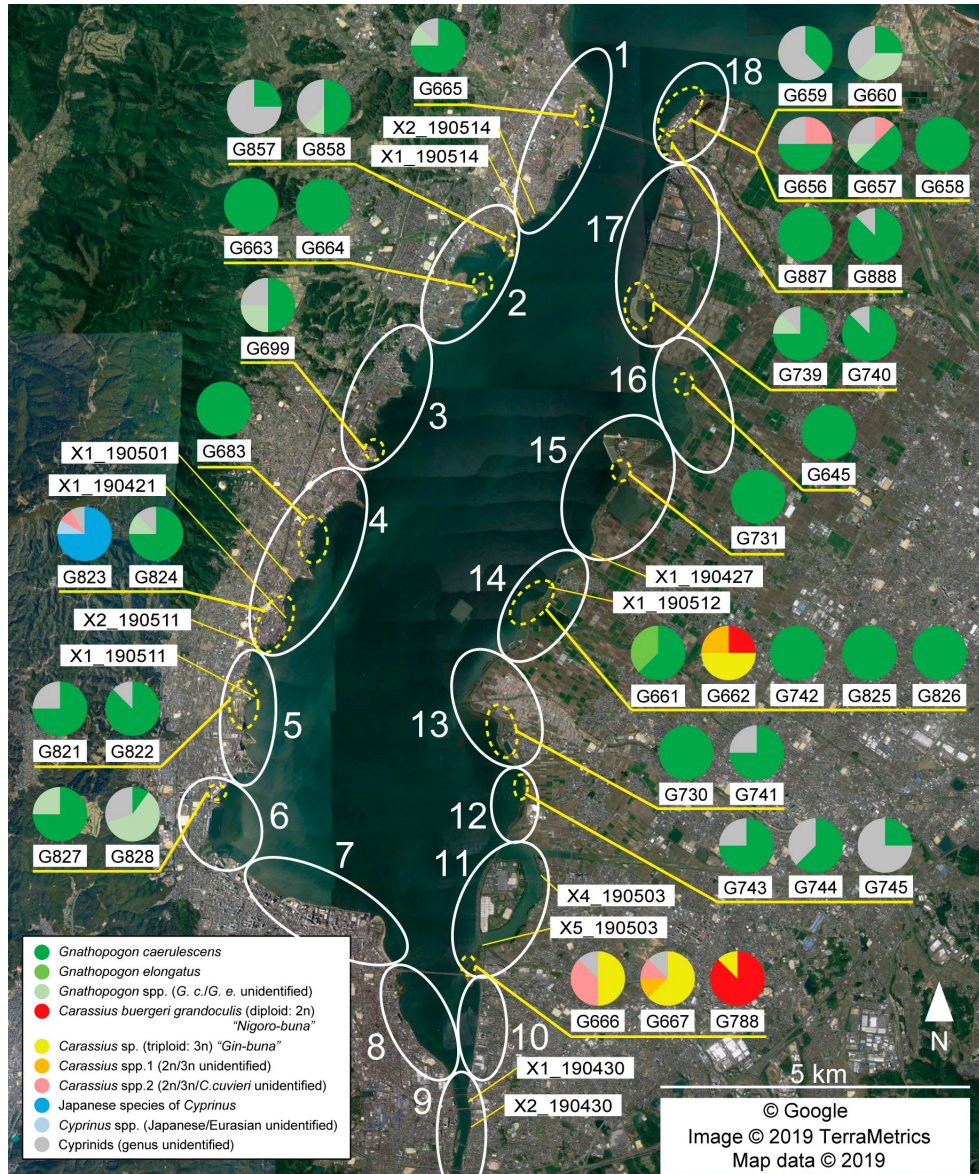 1
18
G665
G659 G660
X2_190514
X1_190514
G857 G858
G656 G657 G658
17
G663 G664
2
G887 G888
G699
3
G739 G740
16
G683
15
G645
X1_190501
X1_190421
4
G731
G823 G824
X1_190427
14
X1_190512
X2_190511
X1_190511
G661 G662 G742 G825 G826
5
13
G821 G822
G730 G741
6
12
G827 G828
7
11
G743 G744 G745
X4_190503
X5_190503
G666 G667 G788
8
10
N
9
X1_190430
X2_190430
5 km
Gnathopogon caerulescens
Gnathopogon elongatus
Gnathopogon spp. (G. c./G. e. unidentified)
Carassius buergeri grandoculis (diploid: 2n)
"Nigoro-buna"
Carassius sp. (triploid: 3n) "Gin-buna"
Carassius spp.1 (2n/3n unidentified)
Carassius spp.2 (2n/3n/C.cuvieri unidentified)
Japanese species of Cyprinus
Cyprinus spp. (Japanese/Eurasian unidentified)
Cyprinids (genus unidentified)
© Google
Image © 2019 TerraMetrics
Map data © 2019